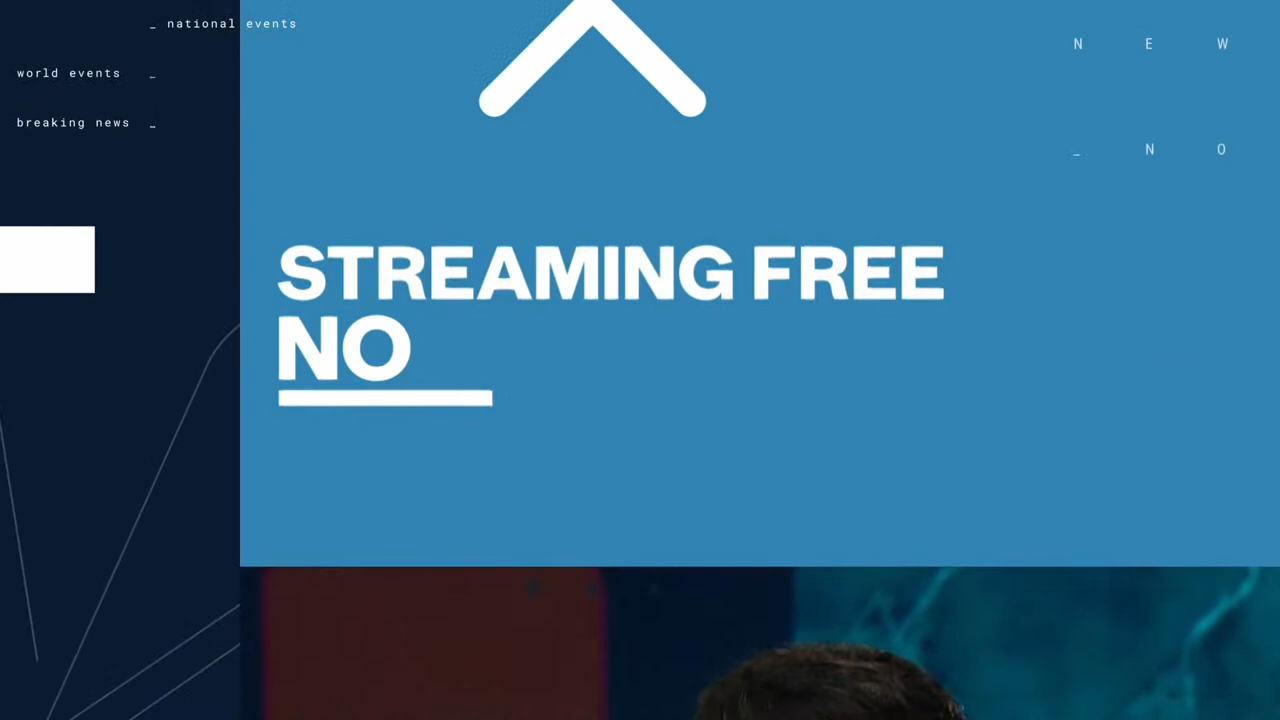 _ national events
world events _
breaking news _
N E W
_ N O
STREAMING FREE
NO